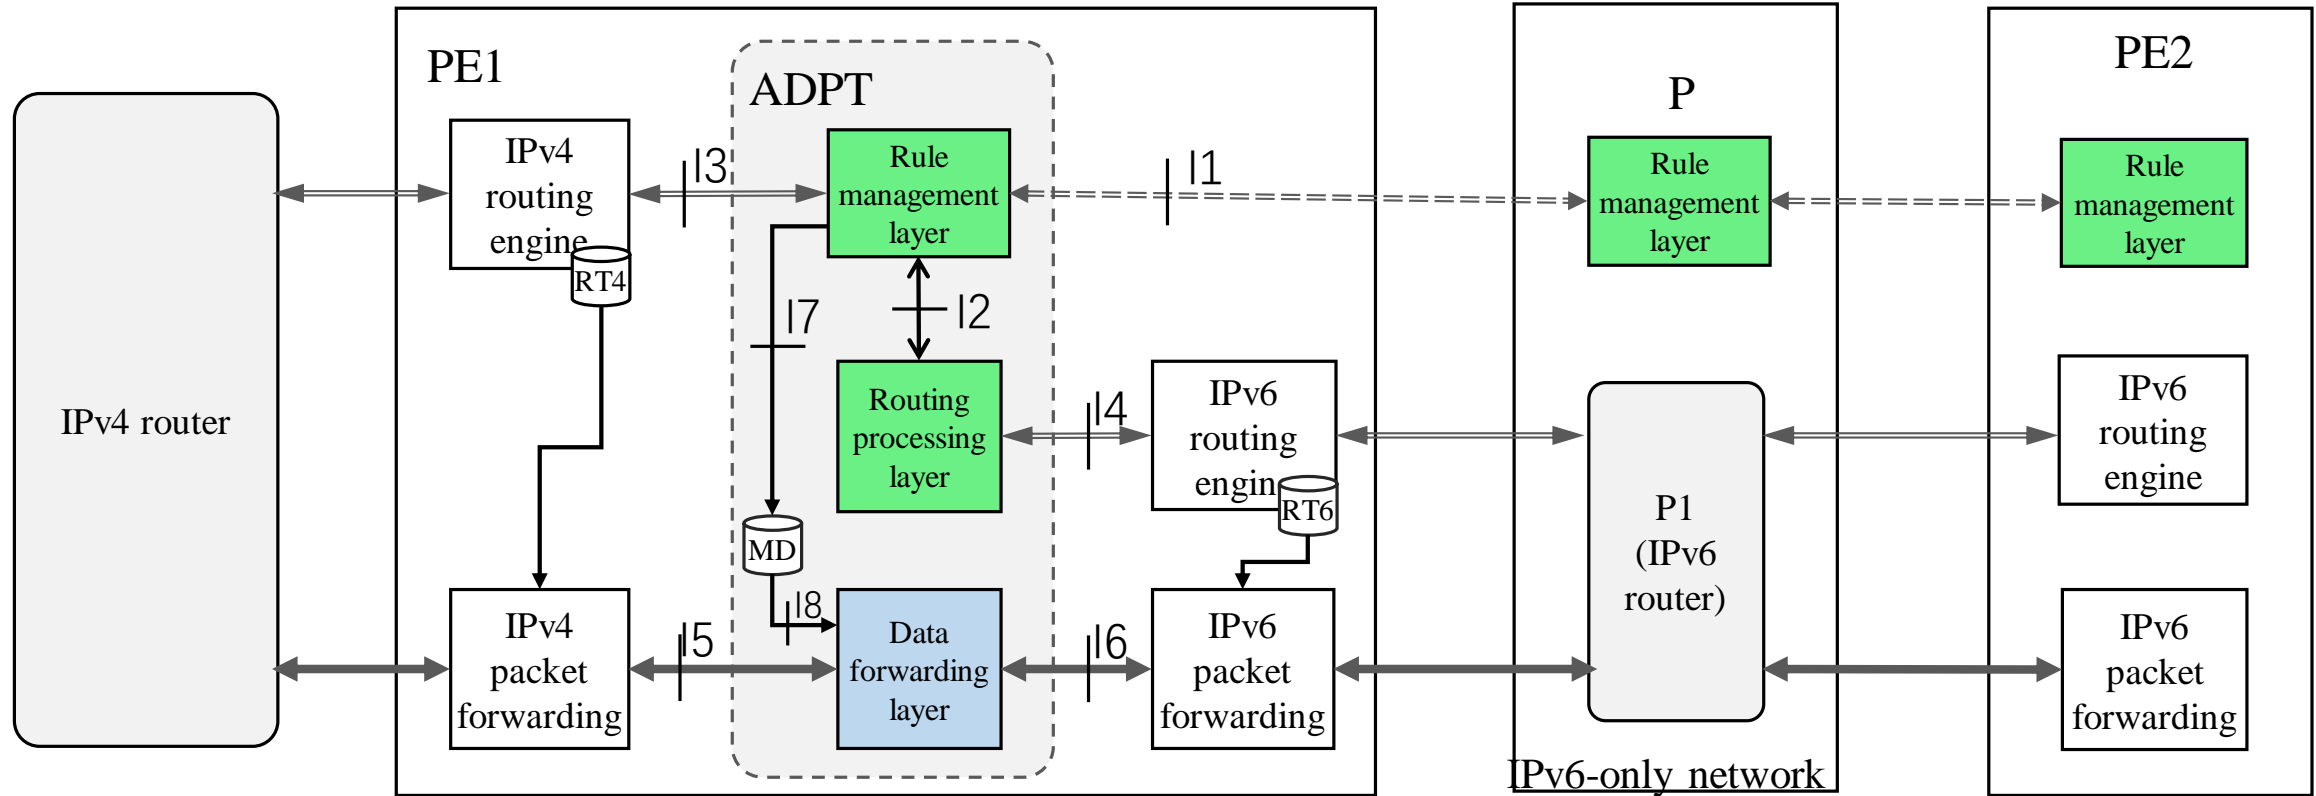 PE1
ADPT
P
PE2
IPv4 router
IPv4
routing
engine
RT4
I3
Rule
management
layer
I1
Rule
management
layer
Rule
management
layer
I7
I2
Routing
processing
layer
I4
IPv6
routing
engin
RT6
P1
(IPv6
router)
IPv6
routing
engine
MD
I8
IPv4
packet
forwarding
I5
Data
forwarding
layer
I6
IPv6
packet
forwarding
IPv6
packet
forwarding
IPv6-only network